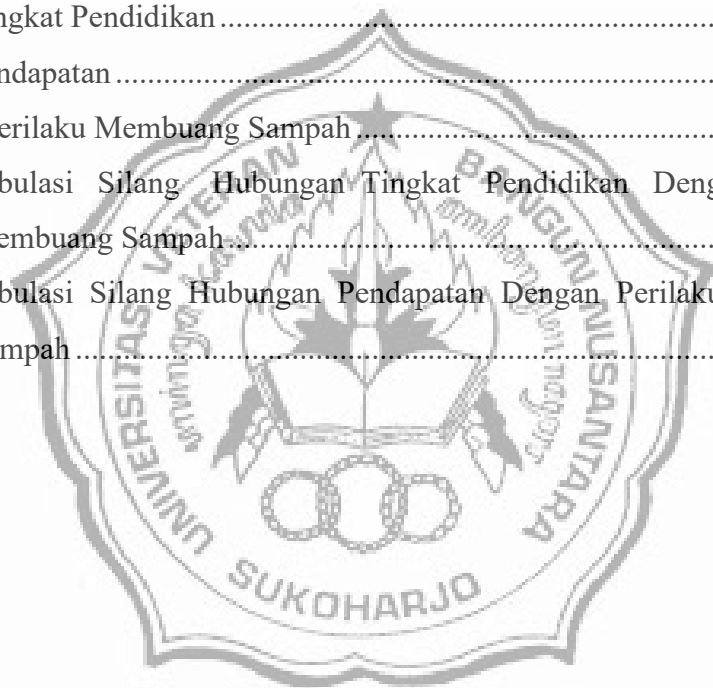 ngkat Pendidikan ..............................................................
ndapatan ..............................................................
erilaku Membuang Sampah ..............................................................
bulasi Silang Hubungan Tingkat Pendidikan Deng
embuang Sampah ..............................................................
bulasi Silang Hubungan Pendapatan Dengan Perilaku
mpah ..............................................................
UNIVERSITAS VETERAN BANGUN NUSANTARA
SUKOHARJO